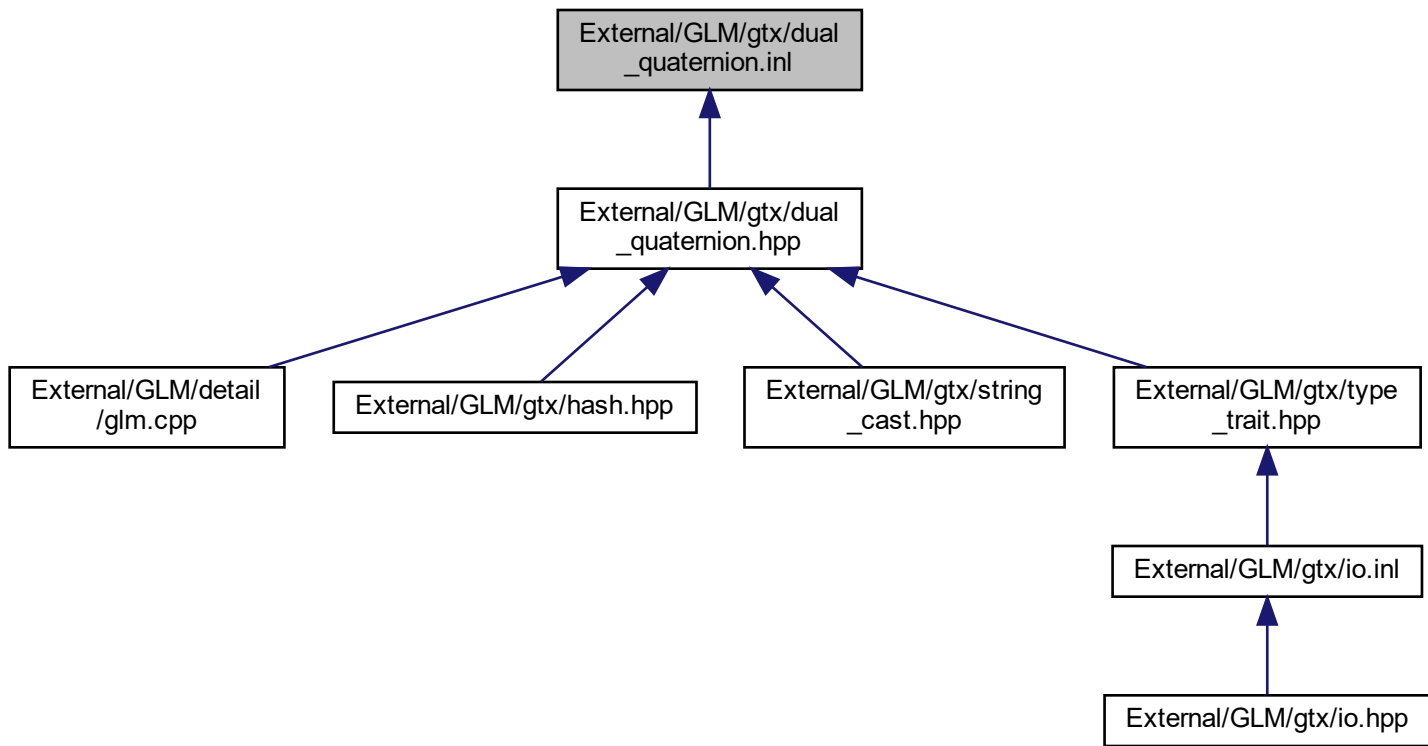 External/GLM/gtx/dual
_quaternion.inl
External/GLM/gtx/dual
_quaternion.hpp
External/GLM/detail
/glm.cpp
External/GLM/gtx/hash.hpp
External/GLM/gtx/string
_cast.hpp
External/GLM/gtx/type
_trait.hpp
External/GLM/gtx/io.inl
External/GLM/gtx/io.hpp